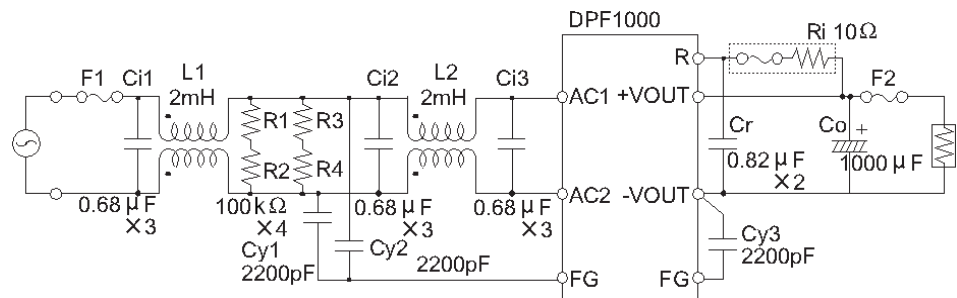 DPF1000
F1
Ci1
L1
2mH
Ci2
L2
2mH
Ci3
R
Ri 10Ω
F2
R1
R3
AC1
+VOUT
R2
R4
Cr
Co
+
0.82μF
×2
1000μF
AC2
-VOUT
0.68μF
×3
100kΩ
×4
0.68μF
×3
0.68μF
×3
Cy1
2200pF
Cy2
2200pF
Cy3
2200pF
FG
FG